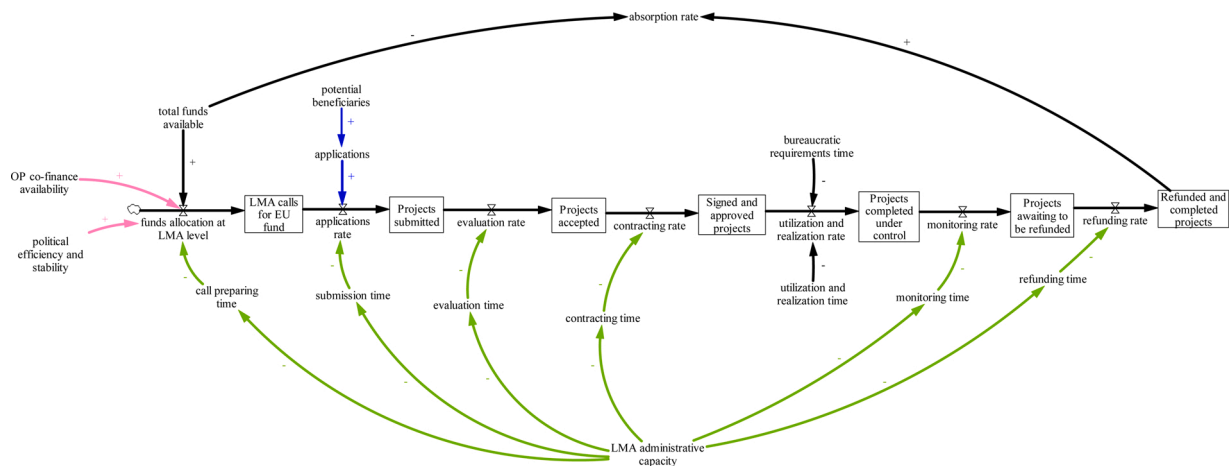 absorption rate
-
+
potential
beneficiaries
total funds
available
+
bureaucratic
requirements time
applications
+
+
-
OP co-finance
availability
+
+
LMA calls
for EU
fund
Projects
submitted
Projects
accepted
Signed and
approved projects
Projects
completed
under
control
Projects
awaiting to
be refunded
Refunded and
completed
projects
funds allocation at
LMA level
applications
rate
evaluation rate
contracting rate
utilization and
realization rate
monitoring rate
refunding rate
political
efficiency and
stability
-
-
-
-
-
-
-
utilization and
realization time
call preparing
time
submission time
evaluation time
contracting time
monitoring time
refunding time
-
-
-
-
-
-
LMA administrative
capacity